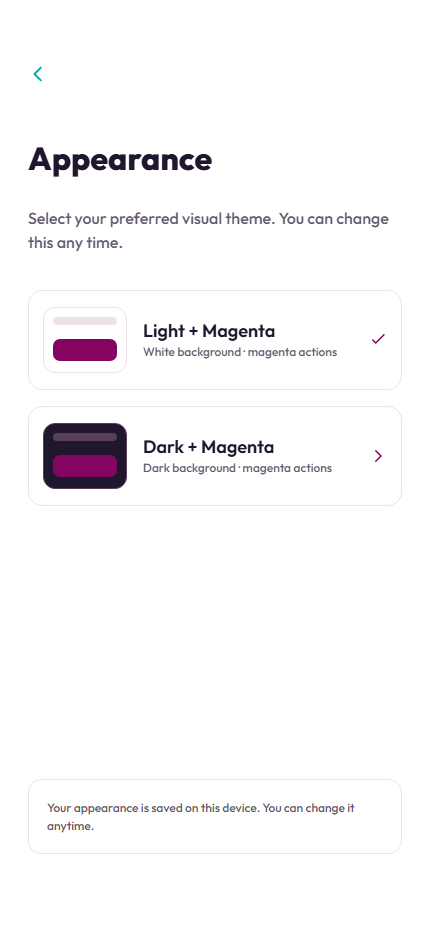 Appearance
Select your preferred visual theme. You can change
this any time.
Light + Magenta
White background · magenta actions
Dark + Magenta
Dark background · magenta actions
Your appearance is saved on this device. You can change it
anytime.